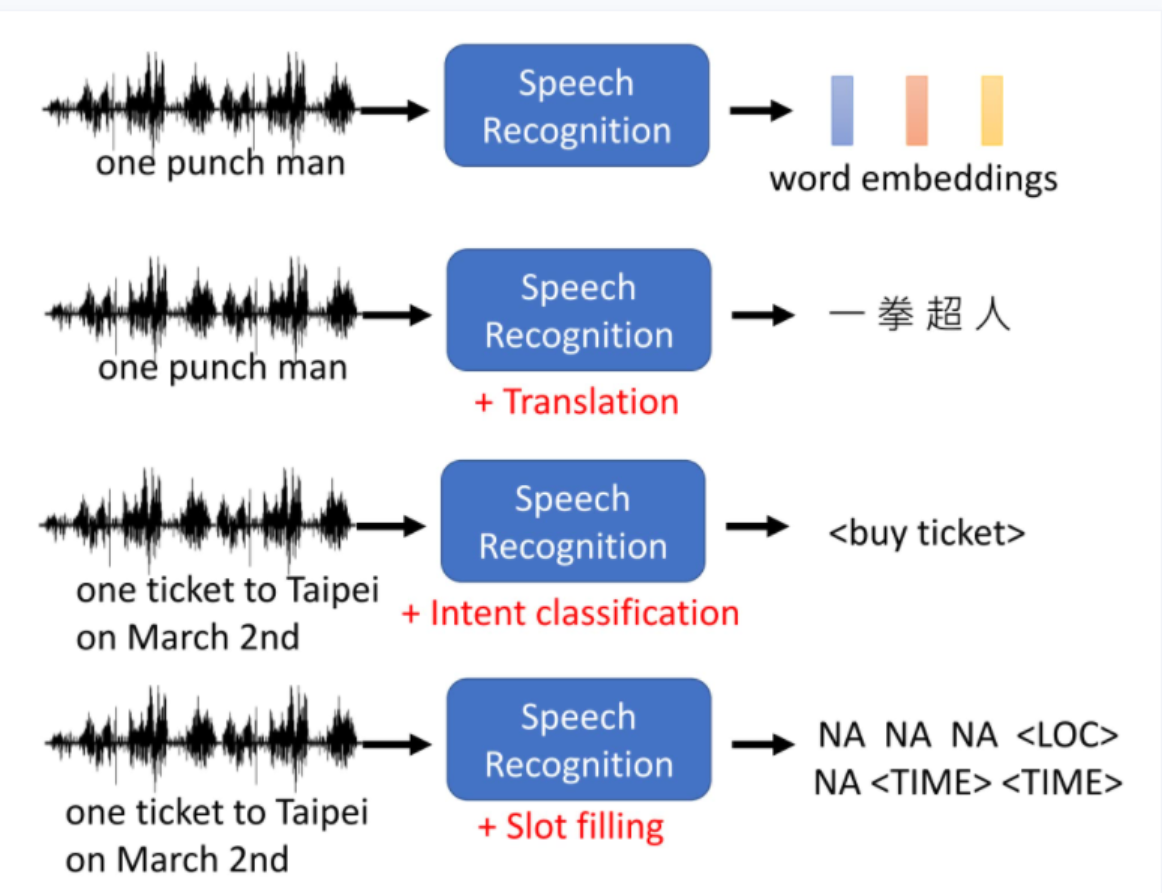 Speech
Recognition
one punch man
word embeddings
Speech
Recognition
一拳超人
one punch man
+ Translation
Speech
Recognition
<buy ticket>
one ticket to Taipei
on March 2nd
+ Intent classification
Speech
Recognition
NA NA NA <LOC>
NA <TIME> <TIME>
one ticket to Taipei
on March 2nd
+ Slot filling